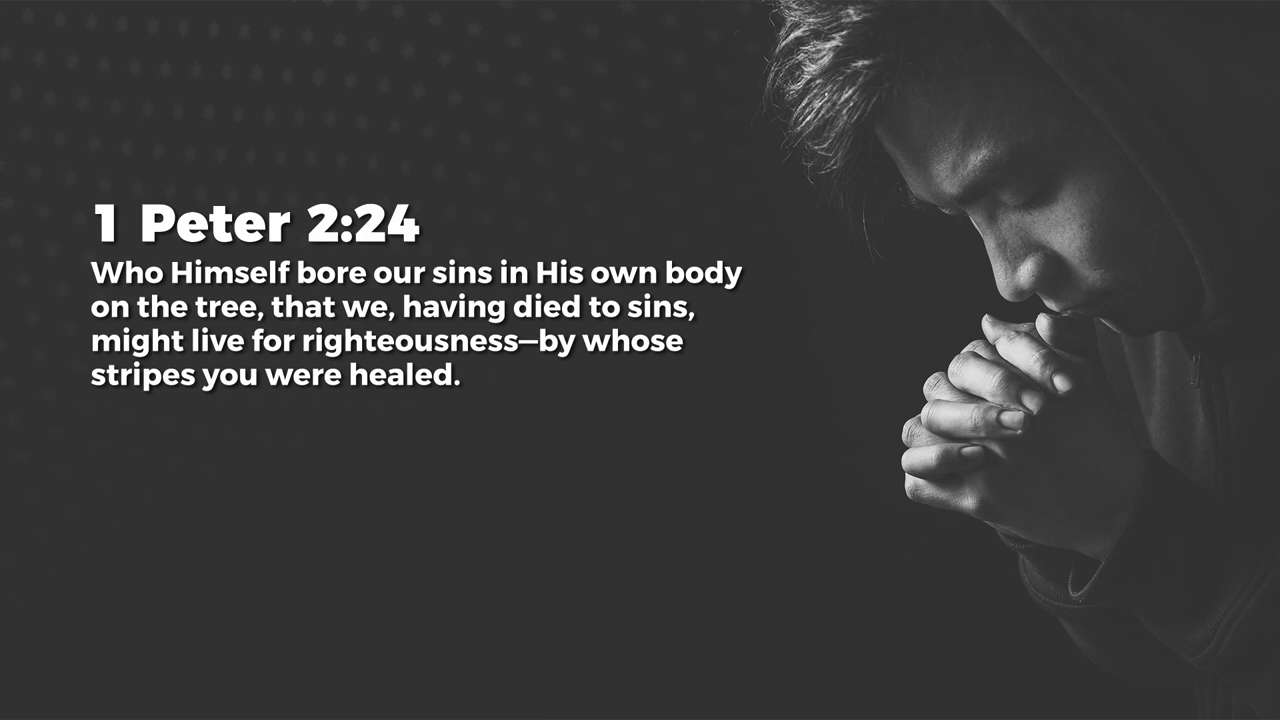 1 Peter 2:24
Who Himself bore our sins in His own body
on the tree, that we, having died to sins,
might live for righteousness—by whose
stripes you were healed.